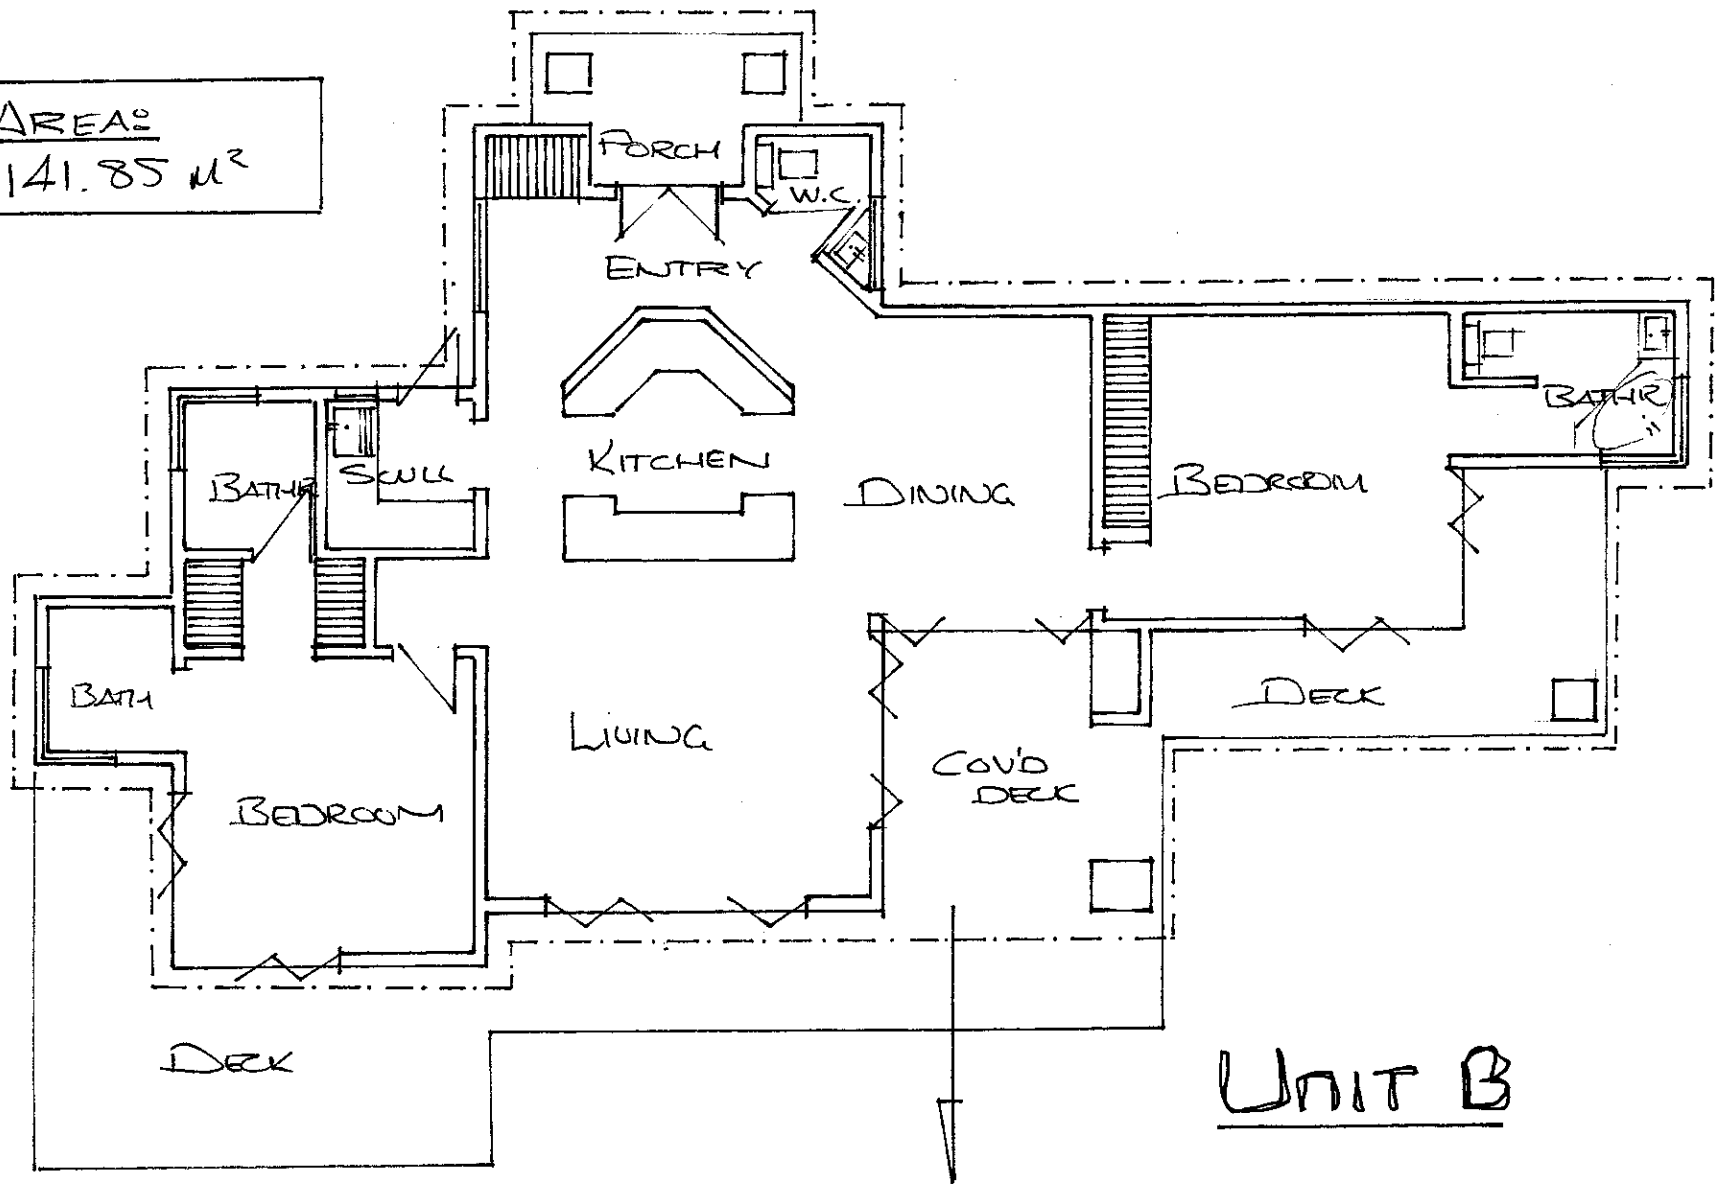 AREA:
141.85 M²
PORCH
W.C.
ENTRY
KITCHEN
BATHR
SCULL
DINING
BEDROOM
BATHR
BATH
LIVING
DECK
COV'D
DECK
BEDROOM
DECK
UNIT B